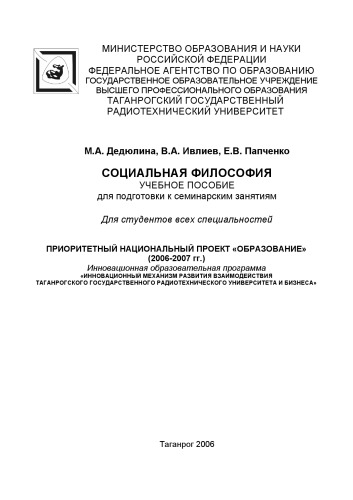 МИНИСТЕРСТВО ОБРАЗОВАНИЯ И НАУКИ
РОССИЙСКОЙ ФЕДЕРАЦИИ
ФЕДЕРАЛЬНОЕ АГЕНТСТВО ПО ОБРАЗОВАНИЮ
ГОСУДАРСТВЕННОЕ ОБРАЗОВАТЕЛЬНОЕ УЧРЕЖДЕНИЕ
ВЫСШЕГО ПРОФЕССИОНАЛЬНОГО ОБРАЗОВАНИЯ
ТАГАНРОГСКИЙ ГОСУДАРСТВЕННЫЙ
РАДИОТЕХНИЧЕСКИЙ УНИВЕРСИТЕТ
М.А. Дедюлина, В.А. Ивлиев, Е.В. Папченко
СОЦИАЛЬНАЯ ФИЛОСОФИЯ
УЧЕБНОЕ ПОСОБИЕ
для подготовки к семинарским занятиям
Для студентов всех специальностей
ПРИОРИТЕТНЫЙ НАЦИОНАЛЬНЫЙ ПРОЕКТ «ОБРАЗОВАНИЕ»
(2006-2007 гг.)
Инновационная образовательная программа
«ИННОВАЦИОННЫЙ МЕХАНИЗМ РАЗВИТИЯ ВЗАИМОДЕЙСТВИЯ
ТАГАНРОГСКОГО ГОСУДАРСТВЕННОГО РАДИОТЕХНИЧЕСКОГО УНИВЕРСИТЕТА И БИЗНЕСА»
Таганрог 2006